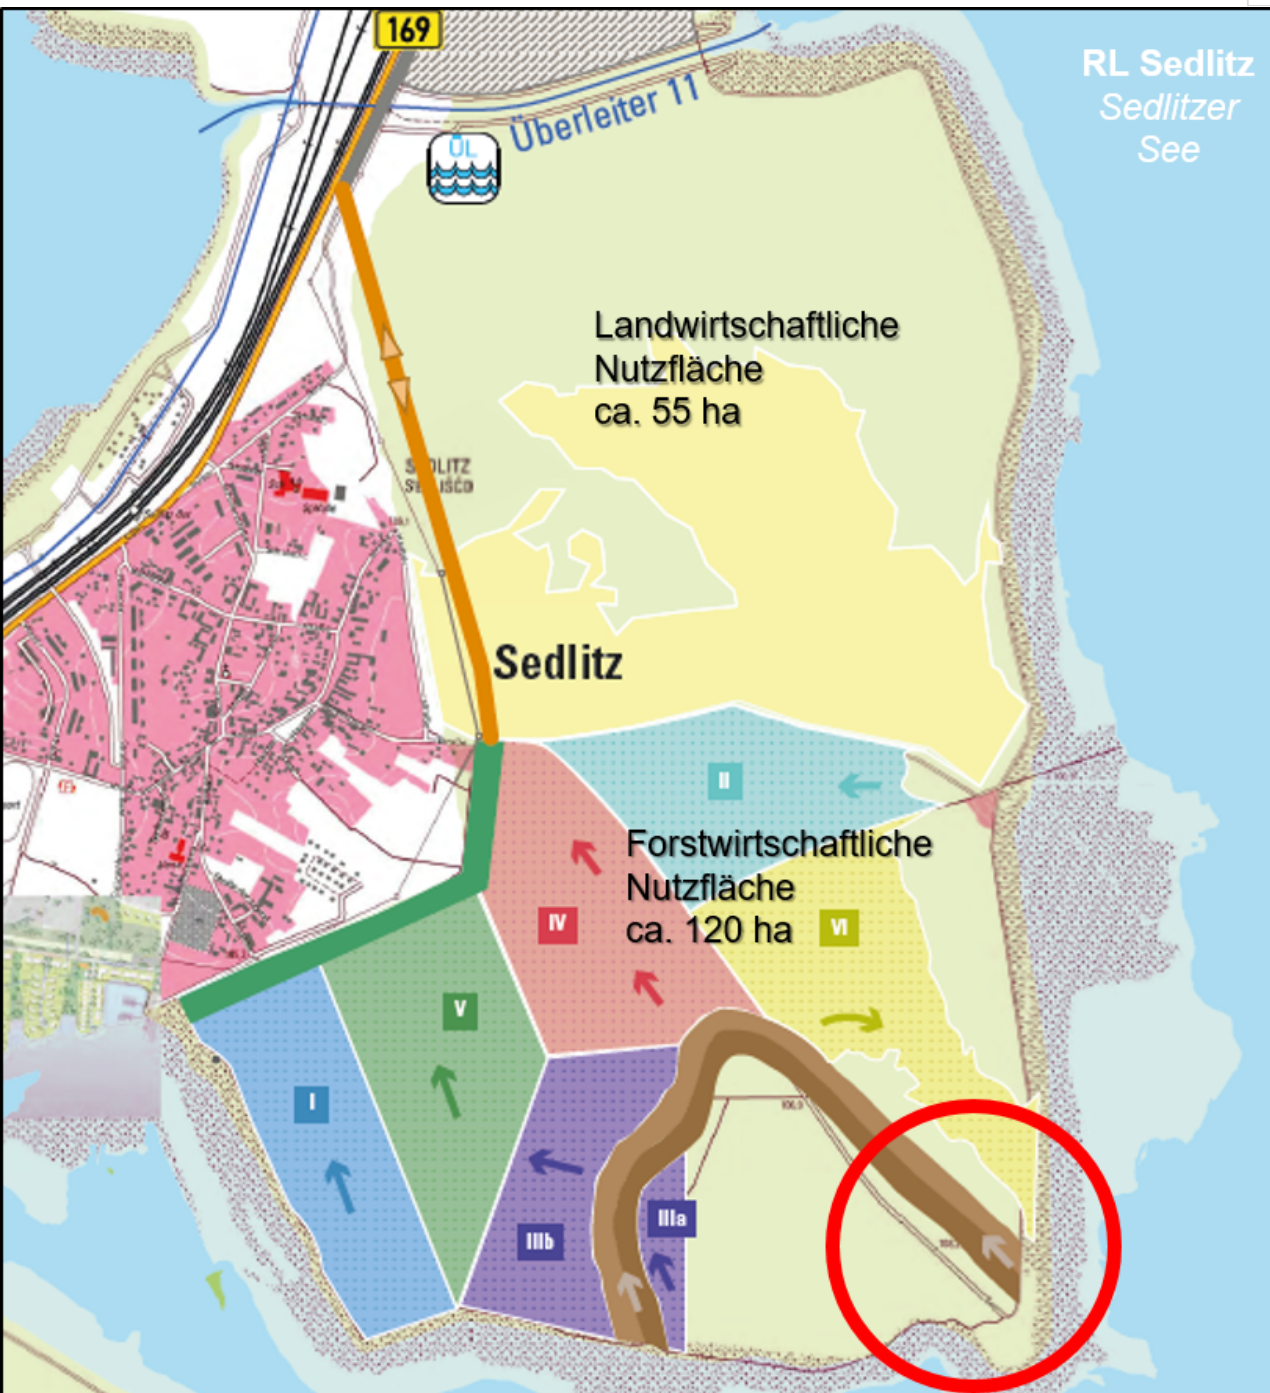 169
RL Sedlitz
Sedlitzer
See
Überleiter 11
ÜL
Landwirtschaftliche
Nutzfläche
ca. 55 ha
Sedlitz
II
Forstwirtschaftliche
Nutzfläche
ca. 120 ha
IV
VI
V
I
IIIa
IIIb